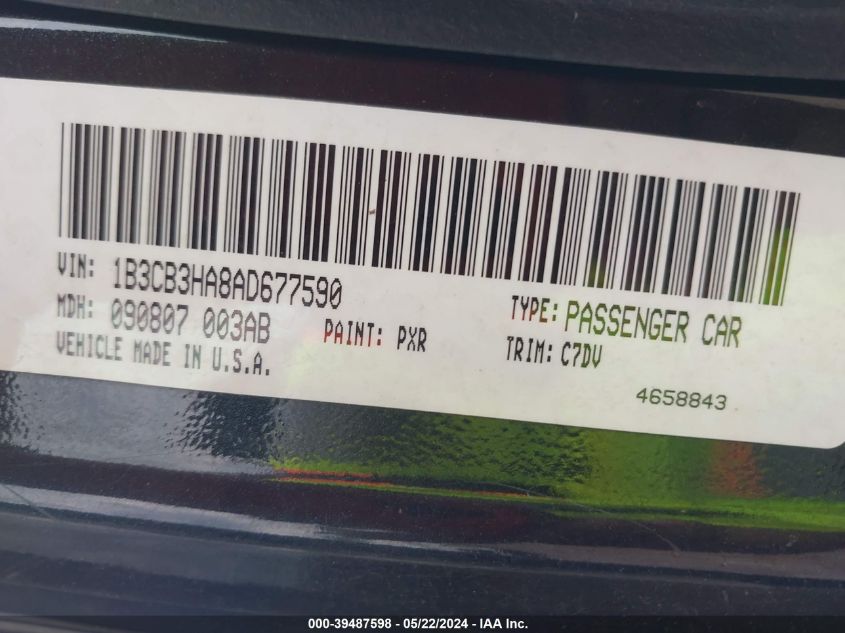 VIN: 1B3CB3HA8AD677590
MDH: 090807 003AB
PAINT: PXR
VEHICLE MADE IN U.S.A.
TYPE: PASSENGER CAR
TRIM: C7DV
4658843
000-39487598 - 05/22/2024 - IAA Inc.